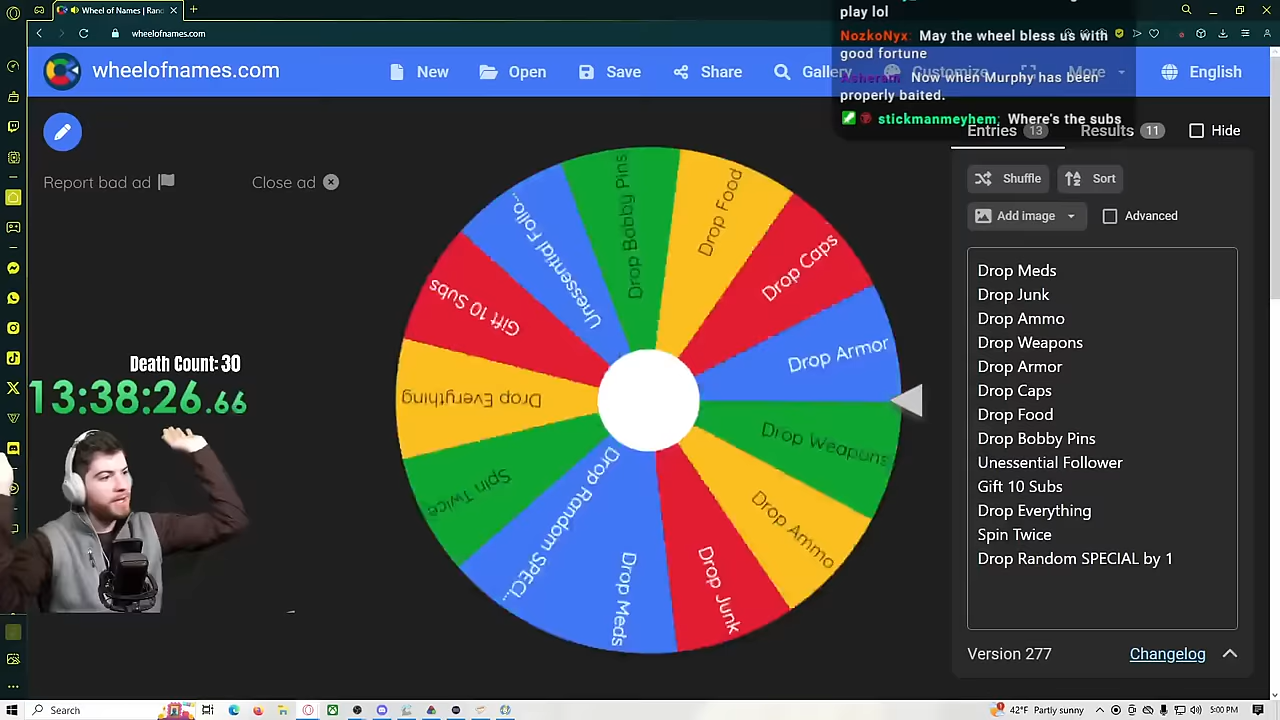 Wheel of Names | Ran
wheelofnames.com
play lol
NozkoNyx: May the wheel bless us with
good fortune
Now when Murphy has been
properly baited.
stickmanmeyhem: Where's the subs
wheelofnames.com
New
Open
Save
Share
Gallery
Customize
More
English
Report bad ad
Close ad
Entries 13
Results 11
Hide
Shuffle
Sort
Add image
Advanced
Drop Bobby Pins
Drop Food
Drop Caps
Drop Armor
Drop Weapons
Drop Ammo
Drop Junk
Drop Meds
Drop Random SPECI...
Spin Twice
Drop Everything
Gift 10 Subs
Unessential Follo...
Drop Meds
Drop Junk
Drop Ammo
Drop Weapons
Drop Armor
Drop Caps
Drop Food
Drop Bobby Pins
Unessential Follower
Gift 10 Subs
Drop Everything
Spin Twice
Drop Random SPECIAL by 1
Version 277
Changelog
Death Count: 30
13:38:26.66
Search
42°F Partly sunny
5:00 PM